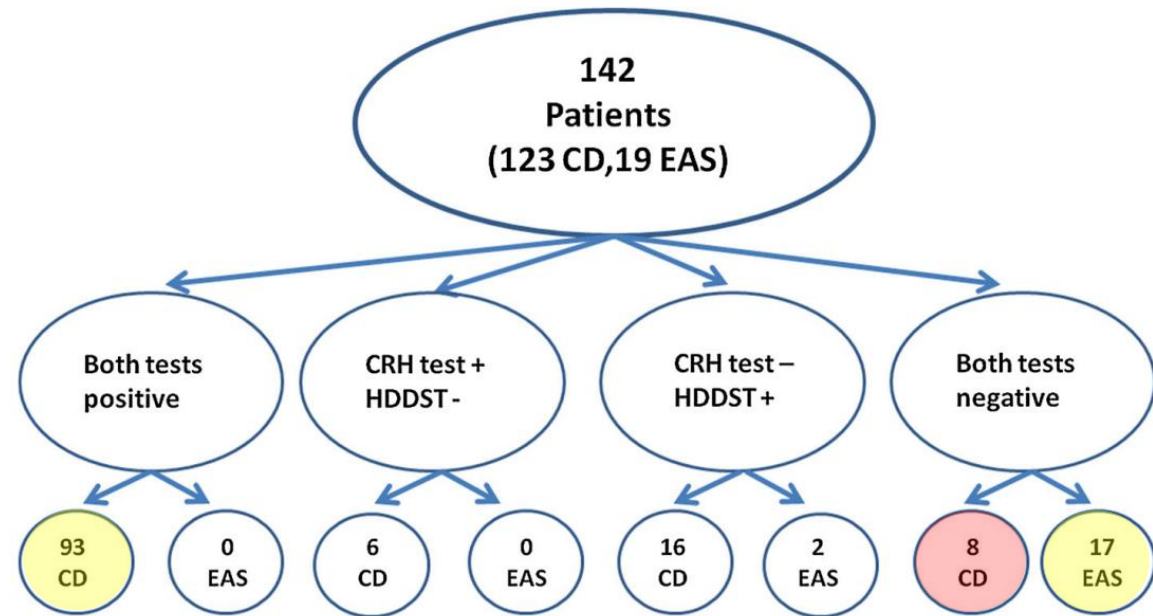 142
Patients
(123 CD,19 EAS)
Both tests
positive
CRH test +
HDDST -
CRH test –
HDDST +
Both tests
negative
93
CD
0
EAS
6
CD
0
EAS
16
CD
2
EAS
8
CD
17
EAS